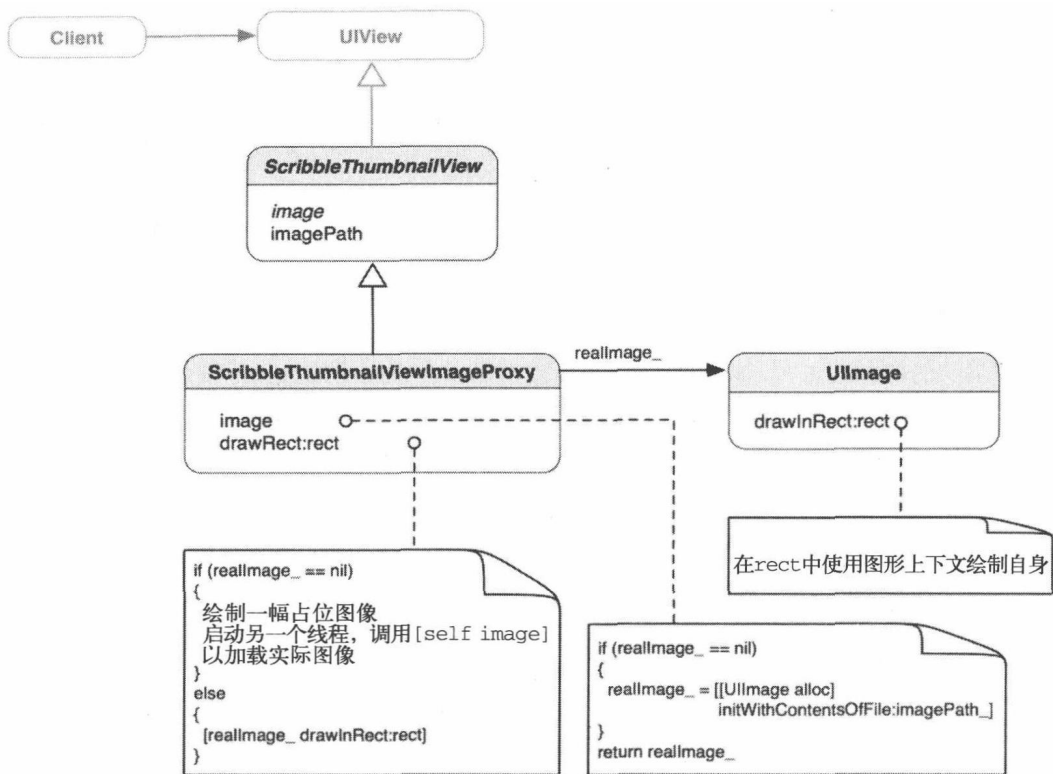 Client
UIView
ScribbleThumbnailView
image
imagePath
ScribbleThumbnailViewImageProxy
image
drawRect:rect
realImage_
UIImage
drawInRect:rect
在rect中使用图形上下文绘制自身
if (realImage_ == nil)
{
绘制一幅占位图像
启动另一个线程，调用[self image]
以加载实际图像
}
else
{
[realImage_ drawInRect:rect]
}
if (realImage_ == nil)
{
realImage_ = [[UIImage alloc]
initWithContentsOfFile:imagePath_]
}
return realImage_